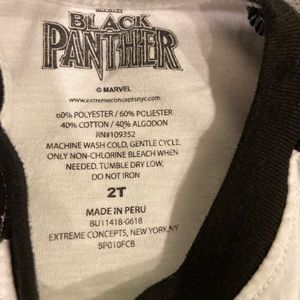 BLACK
PANTHER
© MARVEL
www.extremeconceptsnyc.com
60% POLYESTER / 60% POLIESTER
40% COTTON / 40% ALGODON
RN#109352
MACHINE WASH COLD, GENTLE CYCLE.
ONLY NON-CHLORINE BLEACH WHEN
NEEDED. TUMBLE DRY LOW,
DO NOT IRON
2T
MADE IN PERU
BU11418-0618
EXTREME CONCEPTS, NEW YORK, NY
BP010FCB